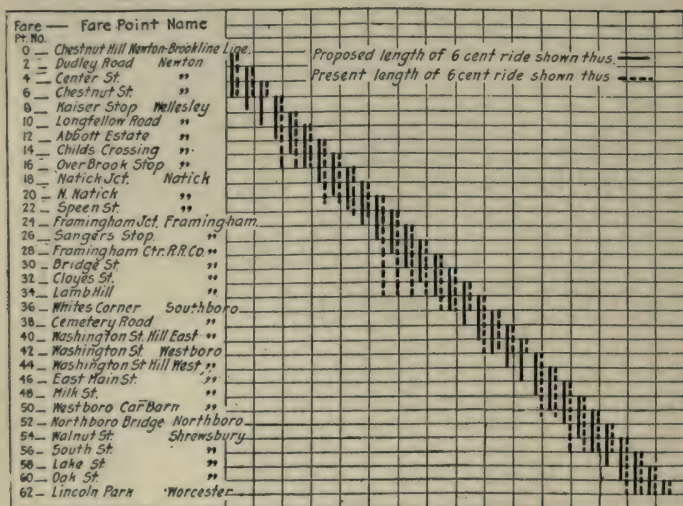 Fare — Fare Point Name
Pt. No.
0 — Chestnut Hill Newton-Brookline Line.
2 — Dudley Road Newton
4 — Center St. "
6 — Chestnut St. "
8 — Kaiser Stop Wellesley
10 — Longfellow Road "
12 — Abbott Estate "
14 — Childs Crossing "
16 — Over Brook Stop "
18 — Natick Jct. Natick
20 — N. Natick "
22 — Speen St. "
24 — Framingham Jct. Framingham.
26 — Sangers Stop "
28 — Framingham Ctr. R.R. Co. "
30 — Bridge St. "
32 — Cloyes St. "
34 — Lamb Hill "
36 — Whites Corner Southboro
38 — Cemetery Road "
40 — Washington St. Hill East "
42 — Washington St. Westboro
44 — Washington St Hill West "
46 — East Main St. "
48 — Milk St. "
50 — Westboro Car Barn "
52 — Northboro Bridge Northboro
54 — Walnut St. Shrewsbury
56 — South St. "
58 — Lake St. "
60 — Oak St. "
62 — Lincoln Park Worcester
Proposed length of 6 cent ride shown thus.
Present length of 6 cent ride shown thus